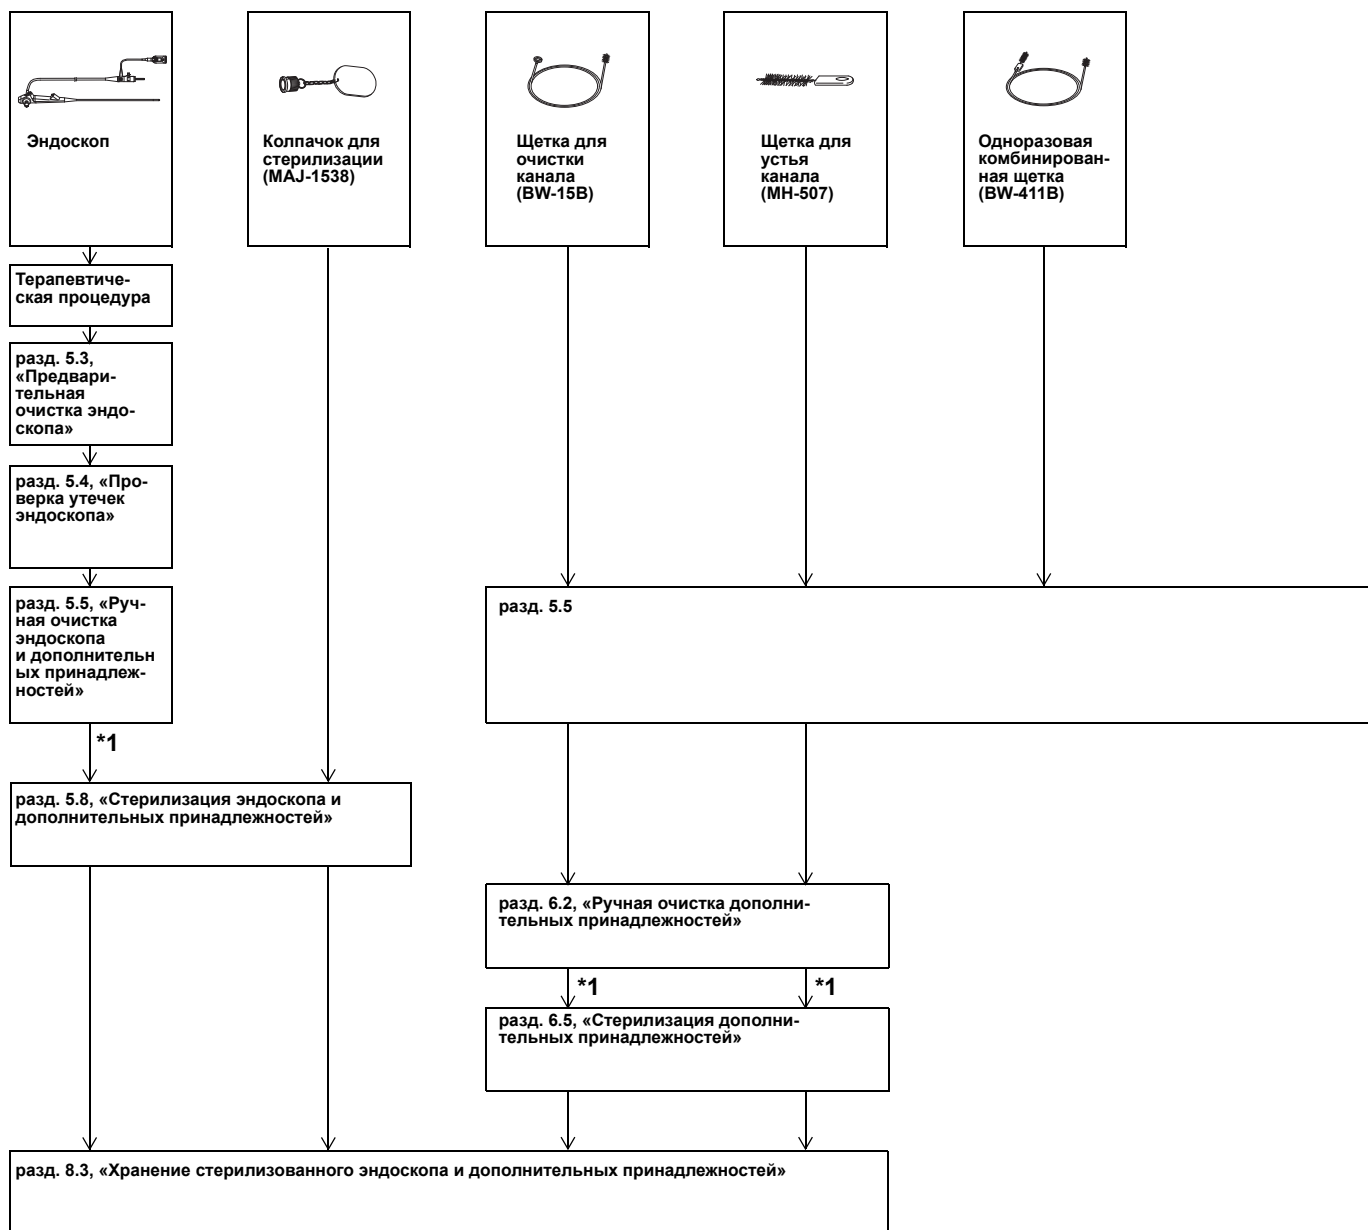 Эндоскоп
Колпачок для
стерилизации
(MAJ-1538)
Щетка для
очистки
канала
(BW-15B)
Щетка для
устья
канала
(MH-507)
Одноразовая
комбинирован-
ная щетка
(BW-411B)
Терапевтиче-
ская процедура
разд. 5.3,
«Предвари-
тельная
очистка эндо-
скопа»
разд. 5.4, «Про-
верка утечек
эндоскопа»
разд. 5.5, «Руч-
ная очистка
эндоскопа
и дополнительн
ых принадлеж-
ностей»
разд. 5.5
*1
разд. 5.8, «Стерилизация эндоскопа и
дополнительных принадлежностей»
разд. 6.2, «Ручная очистка дополни-
тельных принадлежностей»
*1
*1
разд. 6.5, «Стерилизация дополни-
тельных принадлежностей»
разд. 8.3, «Хранение стерилизованного эндоскопа и дополнительных принадлежностей»